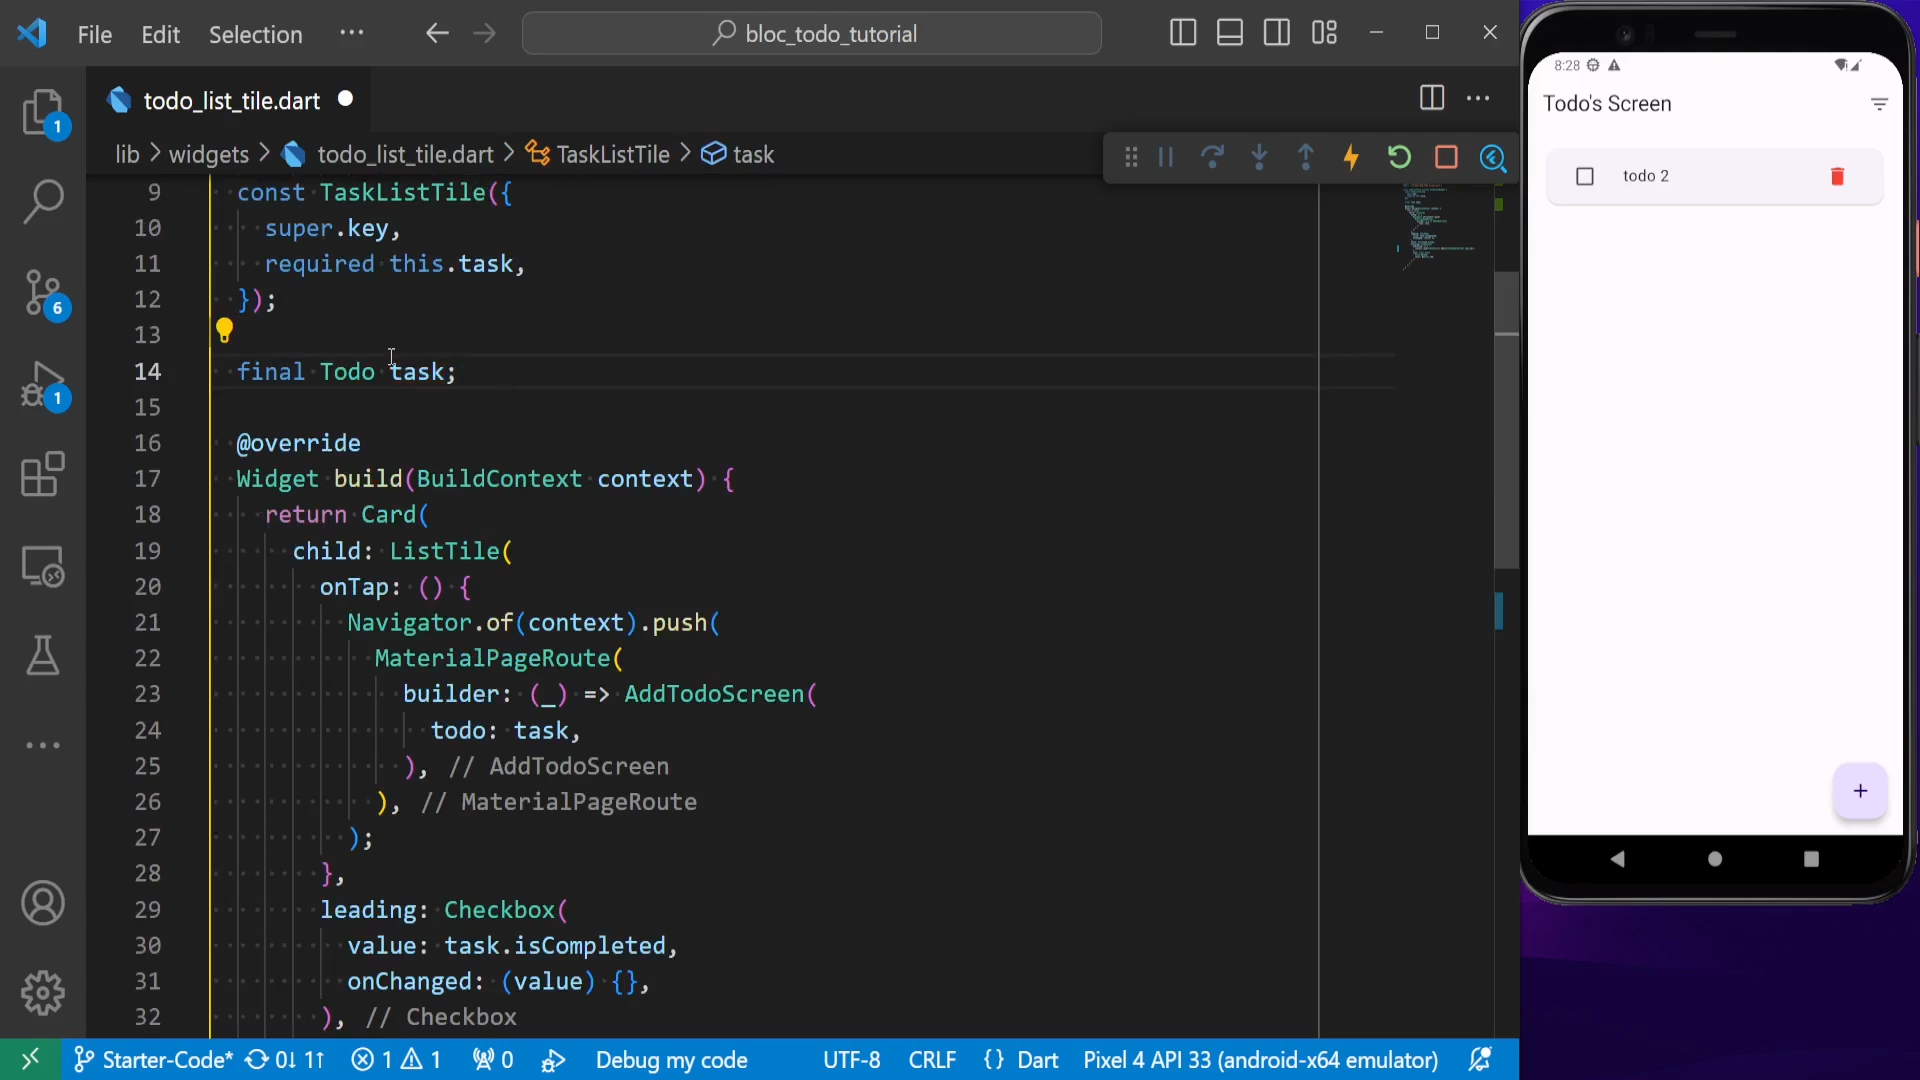 File Edit Selection ··· bloc_todo_tutorial
todo_list_tile.dart
lib > widgets > todo_list_tile.dart > TaskListTile > task
9 const TaskListTile({
10 super.key,
11 required this.task,
12 });
13
14 final Todo task;
15
16 @override
17 Widget build(BuildContext context) {
18 return Card(
19 child: ListTile(
20 onTap: () {
21 Navigator.of(context).push(
22 MaterialPageRoute(
23 builder: (_) => AddTodoScreen(
24 todo: task,
25 ), // AddTodoScreen
26 ), // MaterialPageRoute
27 );
28 },
29 leading: Checkbox(
30 value: task.isCompleted,
31 onChanged: (value) {},
32 ), // Checkbox
1
6
1
Starter-Code* 0↓ 1↑ 1 1 0 Debug my code UTF-8 CRLF {} Dart Pixel 4 API 33 (android-x64 emulator)
8:28
Todo's Screen
todo 2
+